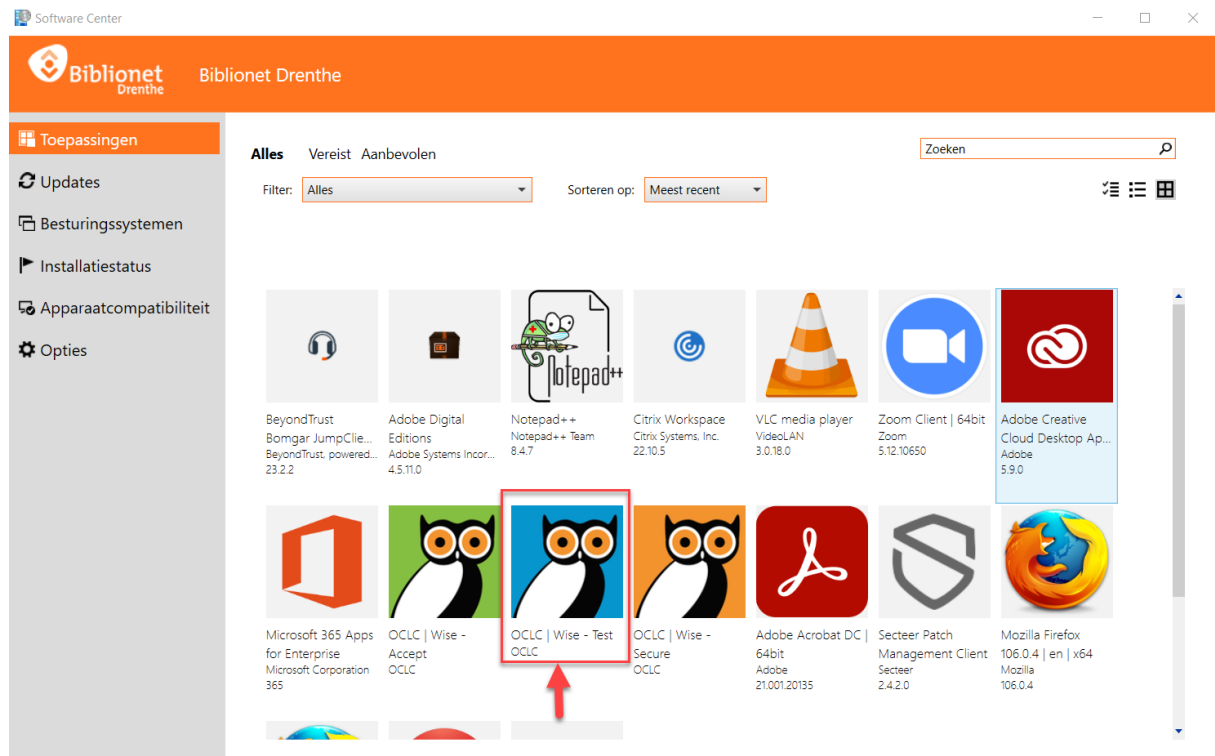 Software Center
Biblionet
Drenthe
Biblionet Drenthe
Toepassingen
Updates
Besturingssystemen
Installatiestatus
Apparaatcompatibiliteit
Opties
Alles Vereist Aanbevolen
Zoeken
Filter: Alles Sorteren op: Meest recent
Notepad++
BeyondTrust
Bomgar JumpClie...
BeyondTrust, powered...
23.2.2
Adobe Digital
Editions
Adobe Systems Incor...
4.5.11.0
Notepad++
Notepad++ Team
8.4.7
Citrix Workspace
Citrix Systems, Inc.
22.10.5
VLC media player
VideoLAN
3.0.18.0
Zoom Client | 64bit
Zoom
5.12.10650
Adobe Creative
Cloud Desktop Ap...
Adobe
5.9.0
Microsoft 365 Apps
for Enterprise
Microsoft Corporation
365
OCLC | Wise -
Accept
OCLC
OCLC | Wise - Test
OCLC
OCLC | Wise -
Secure
OCLC
Adobe Acrobat DC |
64bit
Adobe
21.001.20135
Secteer Patch
Management Client
Secteer
2.4.2.0
Mozilla Firefox
106.0.4 | en | x64
Mozilla
106.0.4